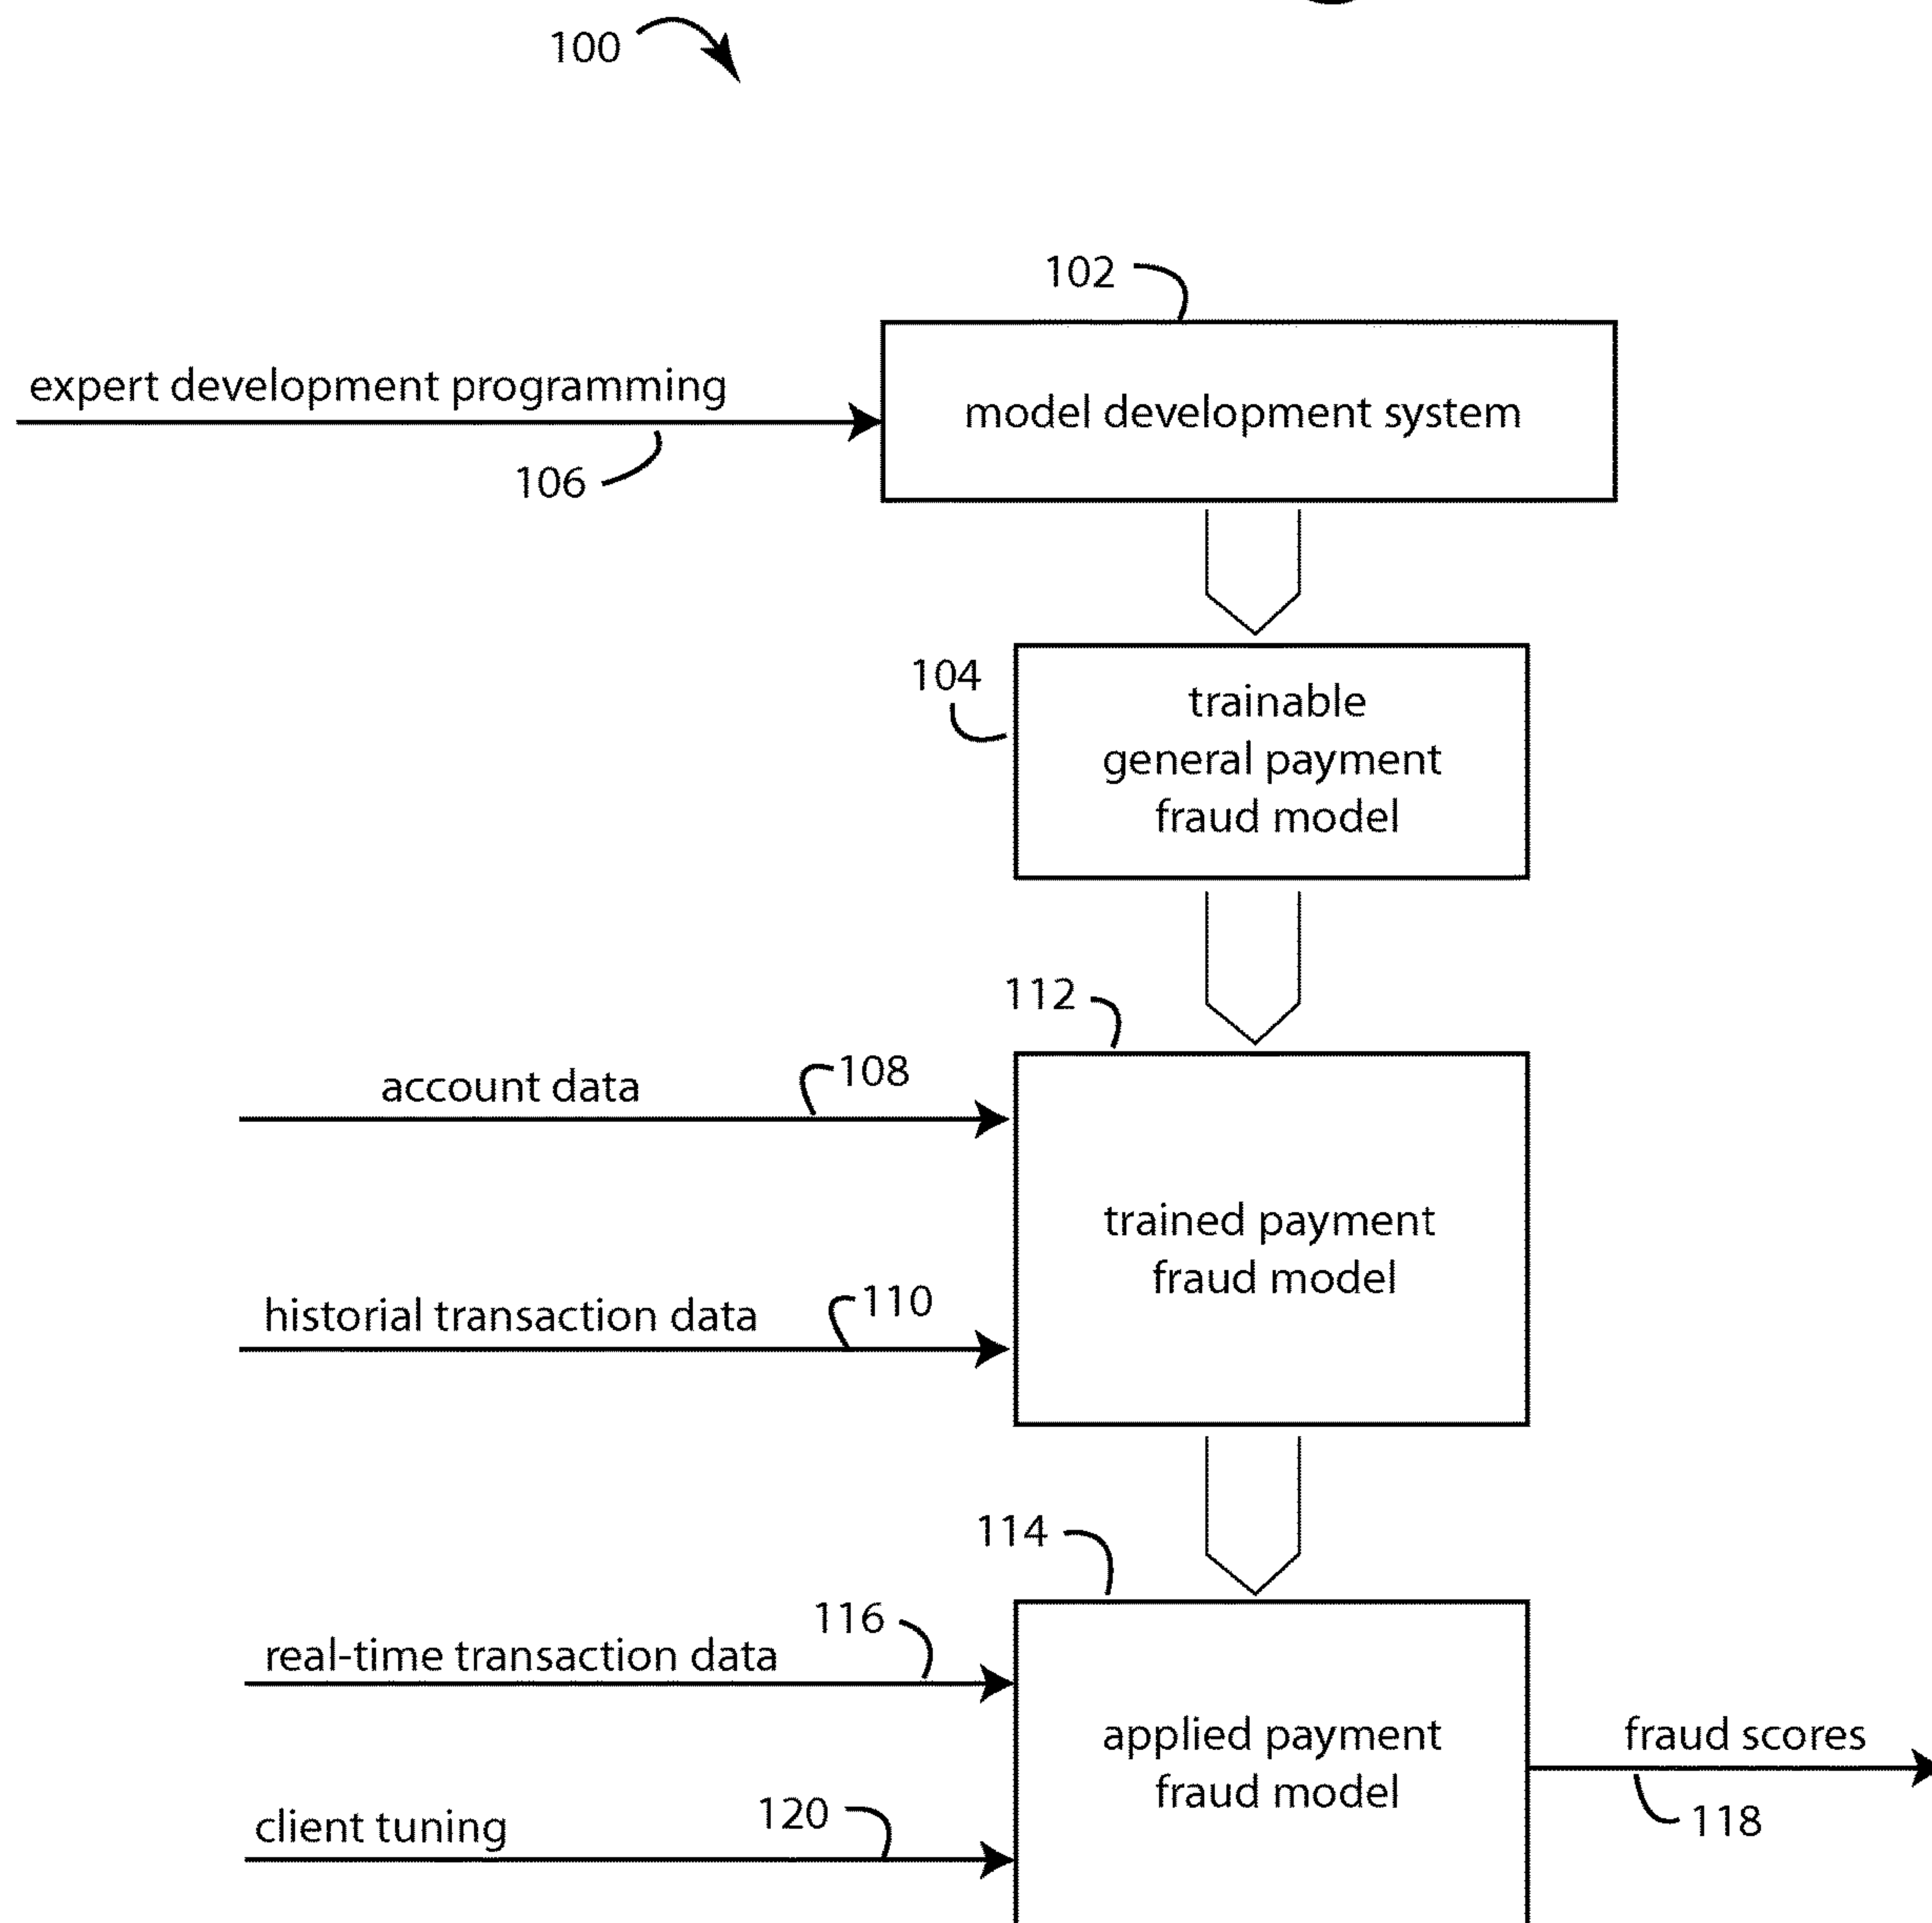 100
102
expert development programming
model development system
106
104
trainable
general payment
fraud model
112
108
account data
trained payment
fraud model
110
historial transaction data
114
116
real-time transaction data
applied payment
fraud model
fraud scores
118
120
client tuning